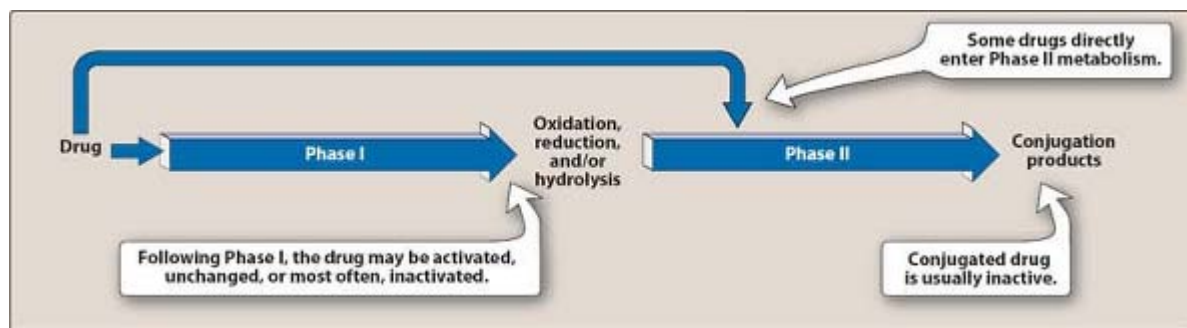 Some drugs directly
enter Phase II metabolism.
Drug
Phase I
Oxidation,
reduction,
and/or
hydrolysis
Phase II
Conjugation
products
Following Phase I, the drug may be activated,
unchanged, or most often, inactivated.
Conjugated drug
is usually inactive.